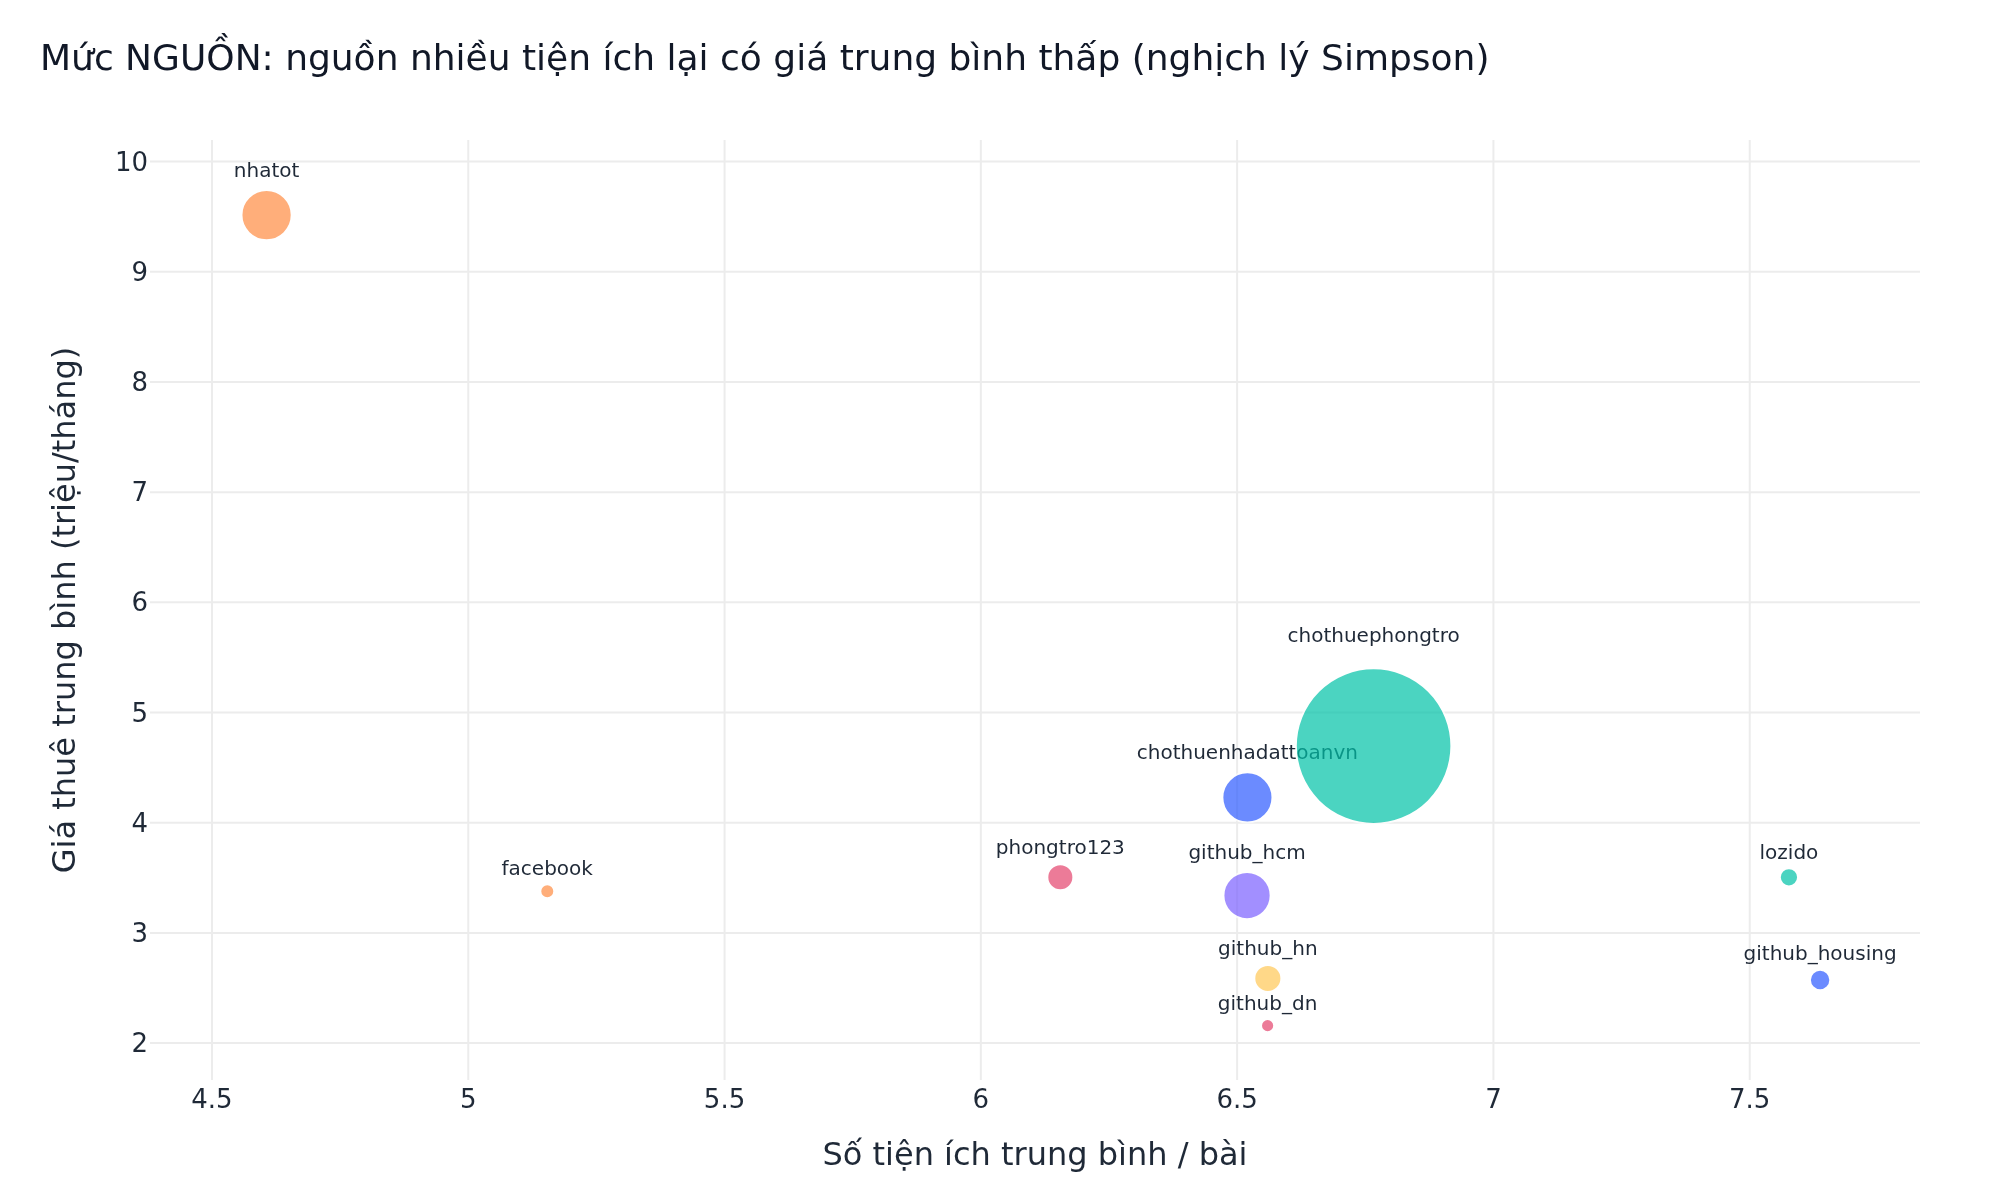 Mức NGUỒN: nguồn nhiều tiện ích lại có giá trung bình thấp (nghịch lý Simpson)
Giá thuê trung bình (triệu/tháng)
10
9
8
7
6
5
4
3
2
nhatot
chothuephongtro
chothuenhadattoanvn
phongtro123
github_hcm
lozido
facebook
github_hn
github_housing
github_dn
4.5
5
5.5
6
6.5
7
7.5
Số tiện ích trung bình / bài